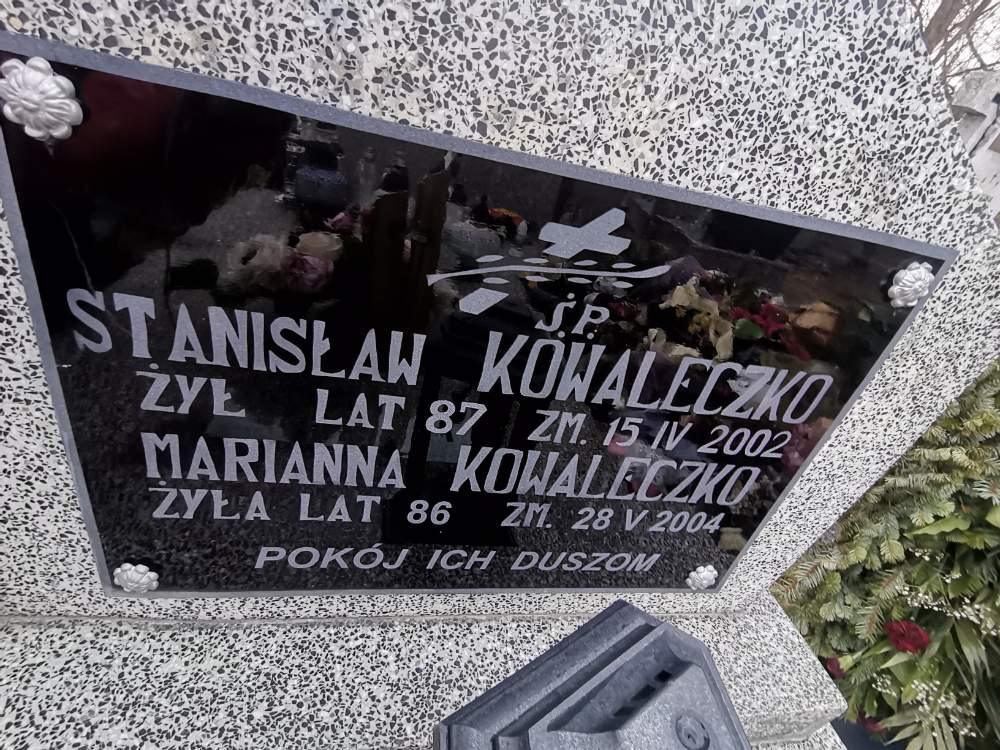 Ś.P.
STANISŁAW KOWALECZKO
ŻYŁ LAT 87 ZM. 15 IV 2002
MARIANNA KOWALECZKO
ŻYŁA LAT 86 ZM. 28 V 2004
POKÓJ ICH DUSZOM